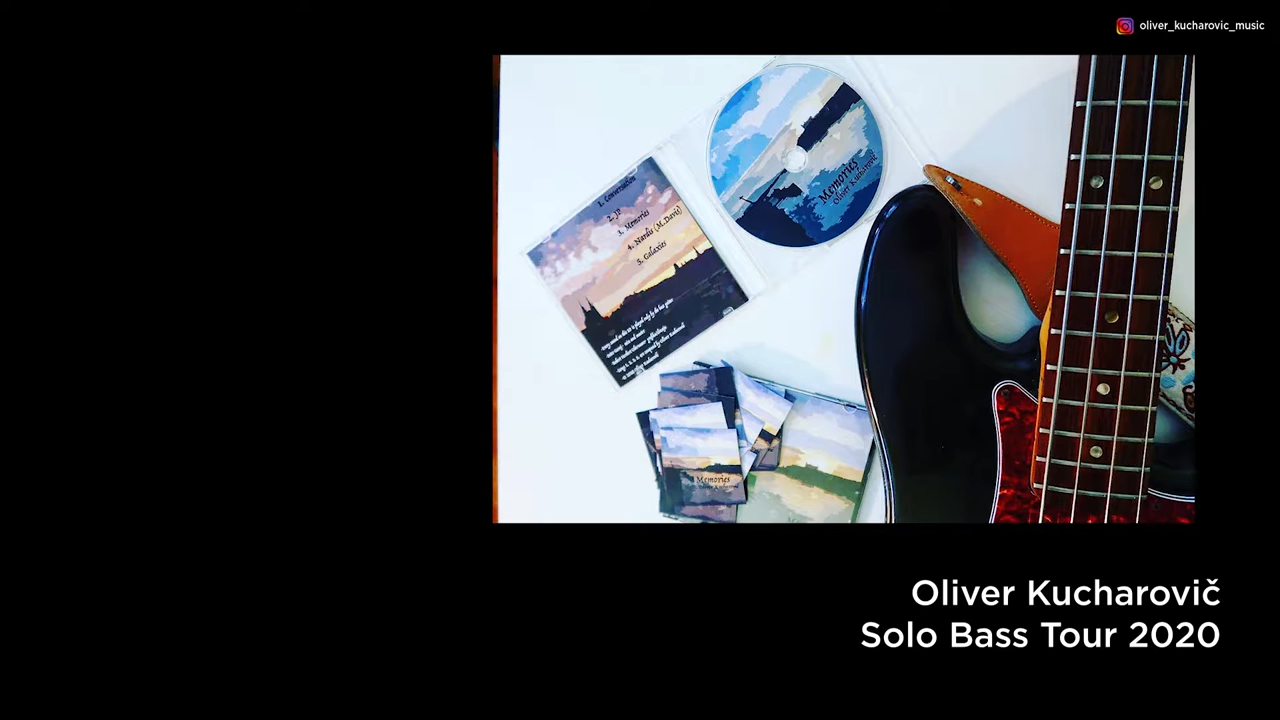 oliver_kucharovic_music
Memories
Oliver Kucharovič
1. Conversation
2. JP
3. Memories
4. Nardis (M.Davis)
5. Galaxies
Memories
Oliver Kucharovič
Solo Bass Tour 2020